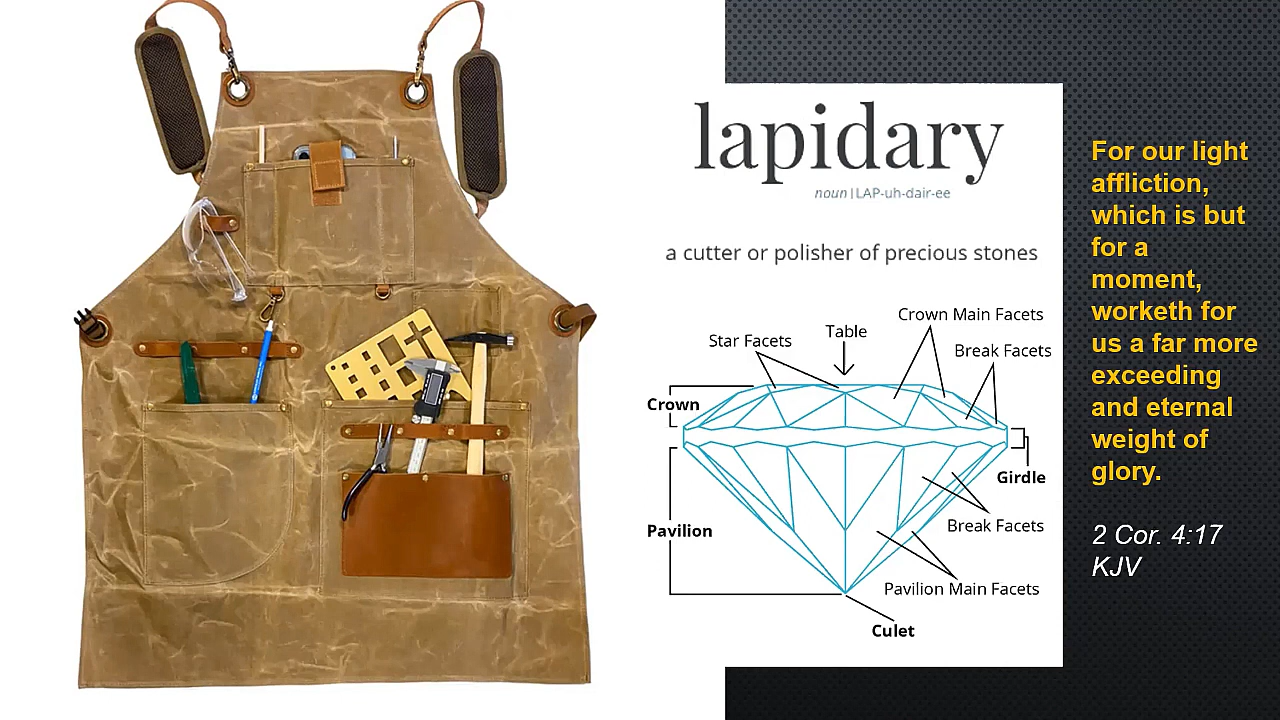 lapidary
noun | LAP-uh-dair-ee
a cutter or polisher of precious stones
Crown Main Facets
Table
Star Facets
Break Facets
Crown
Girdle
Break Facets
Pavilion
Pavilion Main Facets
Culet
For our light
affliction,
which is but
for a
moment,
worketh for
us a far more
exceeding
and eternal
weight of
glory.
2 Cor. 4:17
KJV